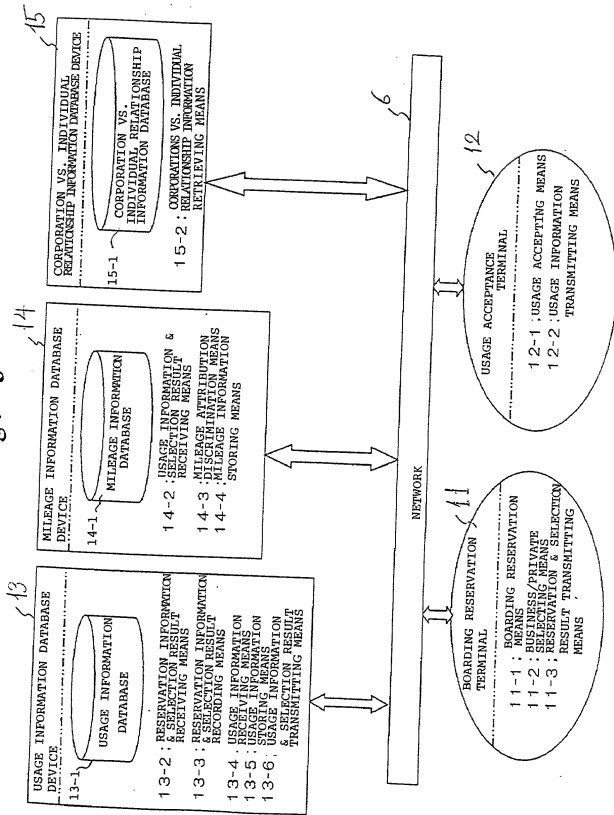 15
CORPORATION VS. INDIVIDUAL
RELATIONSHIP INFORMATION DATABASE DEVICE
15-1
CORPORATION VS.
INDIVIDUAL RELATIONSHIP
INFORMATION DATABASE
15-2 : CORPORATIONS VS. INDIVIDUAL
RELATIONSHIP INFORMATION
RETRIEVING MEANS
14
MILEAGE INFORMATION DATABASE
DEVICE
14-1
MILEAGE INFORMATION
DATABASE
14-2 : USAGE INFORMATION &
SELECTION RESULT
RECEIVING MEANS
14-3 : MILEAGE ATTRIBUTION
DISCRIMINATION MEANS
14-4 : MILEAGE INFORMATION
STORING MEANS
13
USAGE INFORMATION DATABASE
DEVICE
13-1
USAGE INFORMATION
DATABASE
13-2 : RESERVATION INFORMATION
& SELECTION RESULT
RECEIVING MEANS
13-3 : RESERVATION INFORMATION
& SELECTION RESULT
RECORDING MEANS
13-4 : USAGE INFORMATION
RECEIVING MEANS
13-5 : USAGE INFORMATION
STORING MEANS
13-6 : USAGE INFORMATION
& SELECTION RESULT
TRANSMITTING MEANS
6
NETWORK
12
USAGE ACCEPTANCE
TERMINAL
12-1 : USAGE ACCEPTING MEANS
12-2 : USAGE INFORMATION
TRANSMITTING MEANS
11
BOARDING RESERVATION
TERMINAL
11-1 : BOARDING RESERVATION
MEANS
11-2 : BUSINESS/PRIVATE
SELECTING MEANS
11-3 : RESERVATION & SELECTION
RESULT TRANSMITTING
MEANS